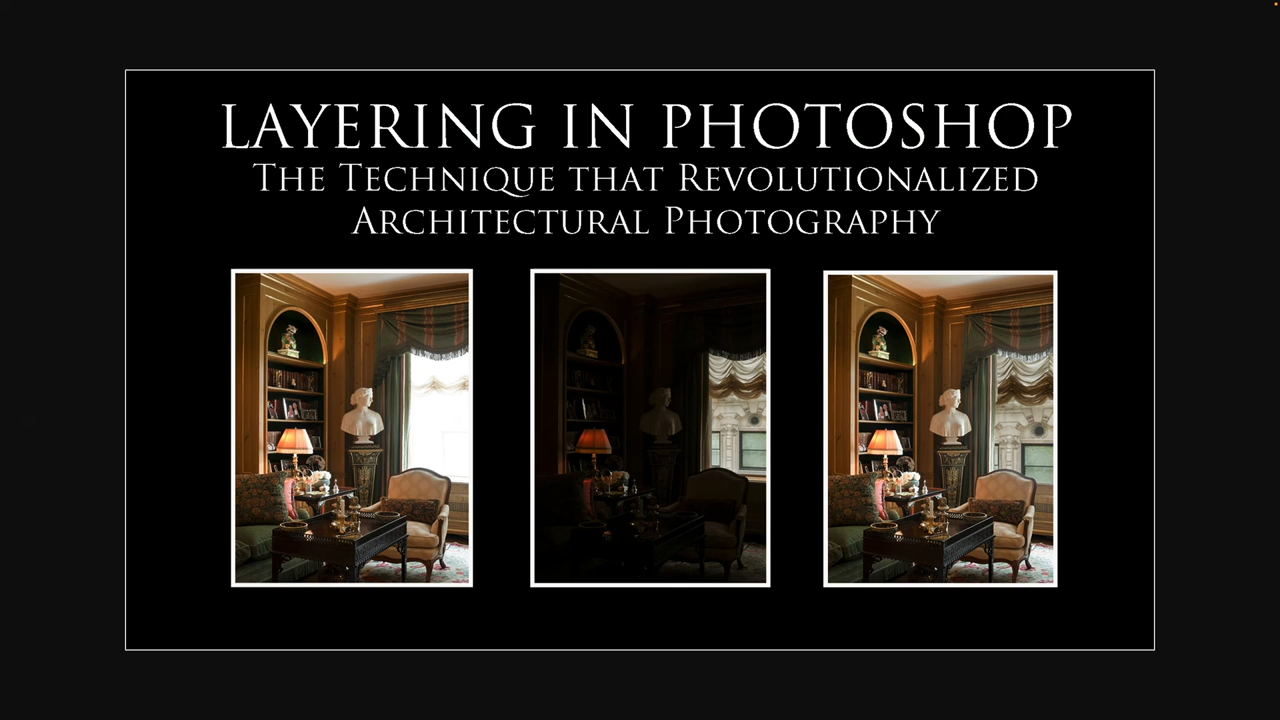 LAYERING IN PHOTOSHOP
THE TECHNIQUE THAT REVOLUTIONALIZED
ARCHITECTURAL PHOTOGRAPHY